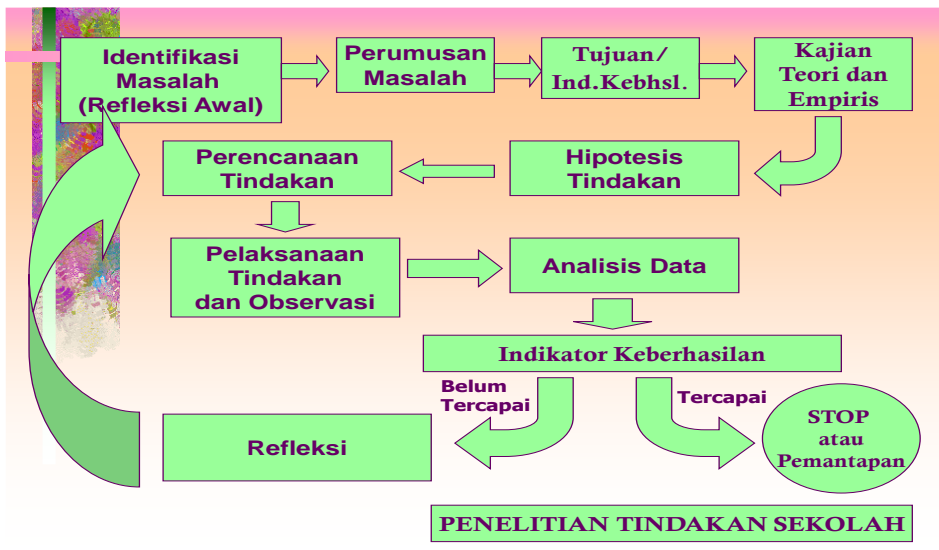 Identifikasi
Masalah
(Refleksi Awal)
Perumusan
Masalah
Tujuan/
Ind.Kebhsl.
Kajian
Teori dan
Empiris
Hipotesis
Tindakan
Perencanaan
Tindakan
Pelaksanaan
Tindakan
dan Observasi
Analisis Data
Indikator Keberhasilan
Belum
Tercapai
Tercapai
Refleksi
STOP
atau
Pemantapan
PENELITIAN TINDAKAN SEKOLAH